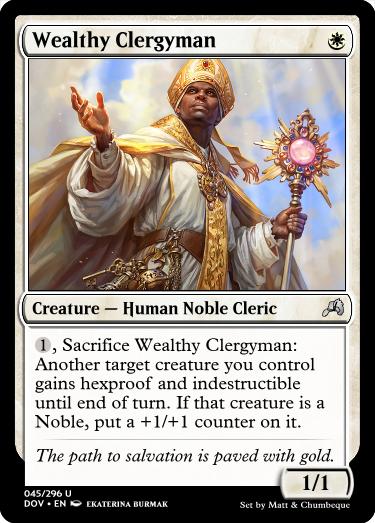 Wealthy Clergyman
Creature — Human Noble Cleric
1, Sacrifice Wealthy Clergyman:
Another target creature you control
gains hexproof and indestructible
until end of turn. If that creature is a
Noble, put a +1/+1 counter on it.
The path to salvation is paved with gold.
1/1
045/296 U
DOV • EN EKATERINA BURMAK
Set by Matt & Chumbeque